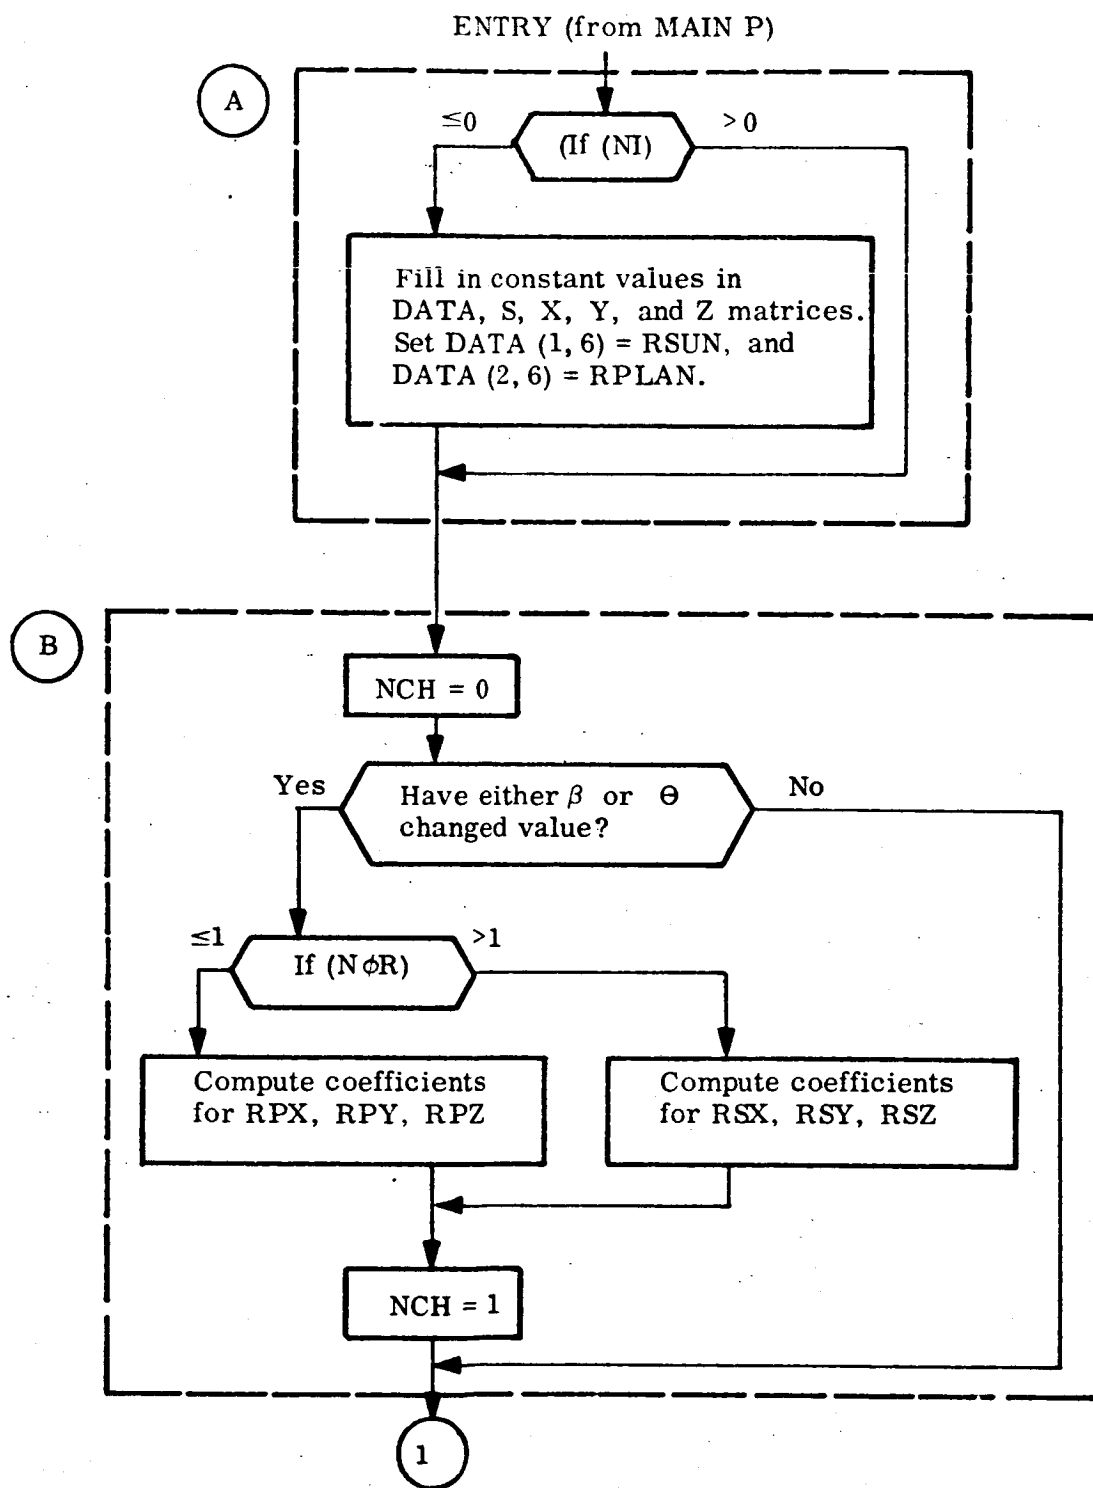 ENTRY (from MAIN P)
A
≤0
> 0
(If (NI)
Fill in constant values in
DATA, S, X, Y, and Z matrices.
Set DATA (1, 6) = RSUN, and
DATA (2, 6) = RPLAN.
B
NCH = 0
Yes
No
Have either β or Θ
changed value?
≤1
>1
If (NϕR)
Compute coefficients
for RPX, RPY, RPZ
Compute coefficients
for RSX, RSY, RSZ
NCH = 1
1